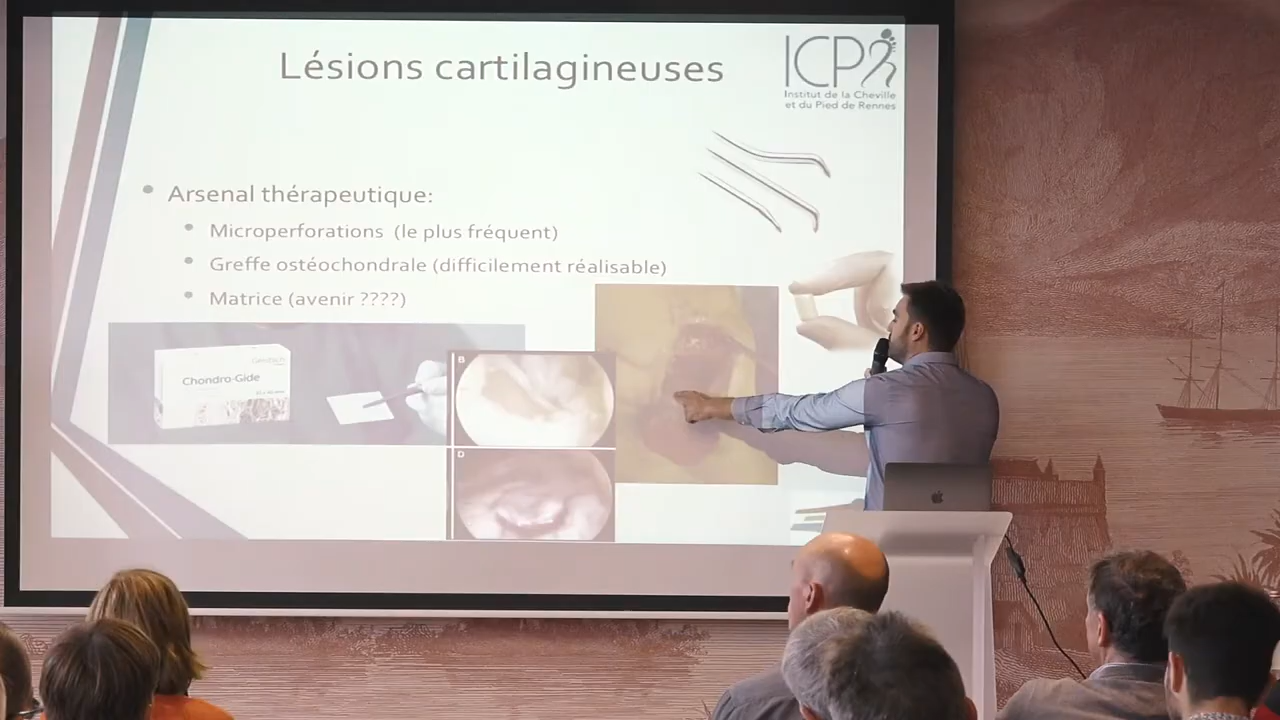 Lésions cartilagineuses
ICP
Institut de la Cheville
et du Pied de Rennes
Arsenal thérapeutique:
Microperforations (le plus fréquent)
Greffe ostéochondrale (difficilement réalisable)
Matrice (avenir ????)
Chondro-Gide
B
D